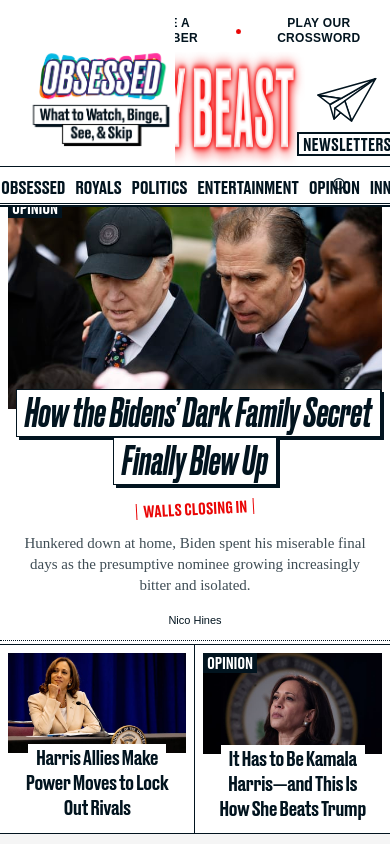 E A
BER
PLAY OUR
CROSSWORD
OBSESSED
What to Watch, Binge,
See, & Skip
Y BEAST
NEWSLETTERS
OBSESSED ROYALS POLITICS ENTERTAINMENT OPINION INN
OPINION
How the Bidens' Dark Family Secret
Finally Blew Up
WALLS CLOSING IN
Hunkered down at home, Biden spent his miserable final
days as the presumptive nominee growing increasingly
bitter and isolated.
Nico Hines
Harris Allies Make
Power Moves to Lock
Out Rivals
OPINION
It Has to Be Kamala
Harris—and This Is
How She Beats Trump